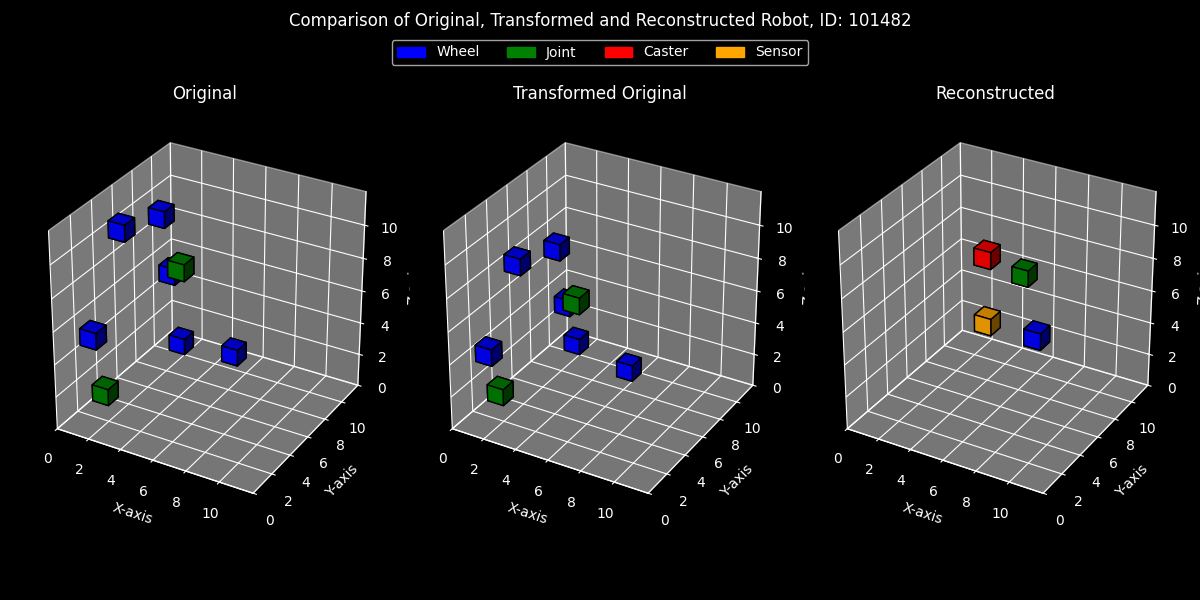 Comparison of Original, Transformed and Reconstructed Robot, ID: 101482
Wheel Joint Caster Sensor
Original Transformed Original Reconstructed
10 10 10
8 8 8
6 6 6
4 4 4
2 2 2
0 0 0
10 10 10
8 8 8
6 6 6
4 4 4
2 2 2
0 0 0
0 2 4 6 8 10 0 2 4 6 8 10 0 2 4 6 8 10
X-axis Y-axis X-axis Y-axis X-axis Y-axis